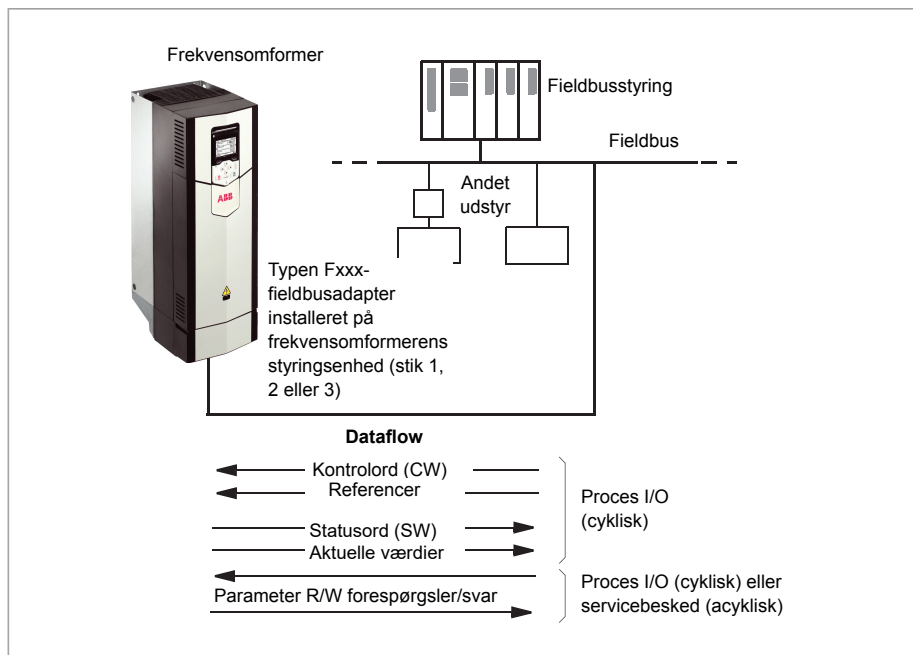 Frekvensomformer
Fieldbusstyring
Fieldbus
Andet
udstyr
ABB
Typen Fxxx-
fieldbusadapter
installeret på
frekvensomformerens
styringsenhed (stik 1,
2 eller 3)
Dataflow
Kontrolord (CW)
Referencer
Proces I/O
(cyklisk)
Statusord (SW)
Aktuelle værdier
Parameter R/W forespørgsler/svar
Proces I/O (cyklisk) eller
servicebesked (acyklisk)